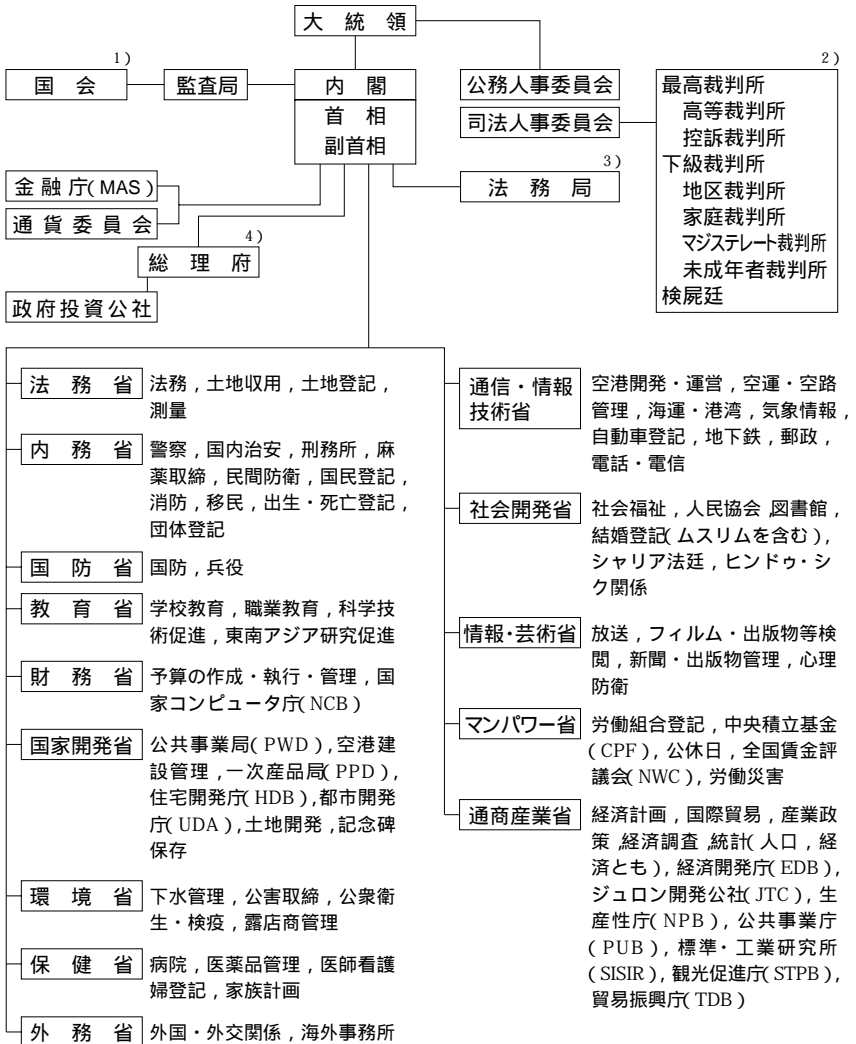 大統領
1)
国会
監査局
内閣
首相
副首相
公務人事委員会
司法人事委員会
2)
最高裁判所
高等裁判所
控訴裁判所
下級裁判所
地区裁判所
家庭裁判所
マジステレート裁判所
未成年者裁判所
検屍廷
3)
法務局
金融庁(MAS)
通貨委員会
4)
総理府
政府投資公社
法務省
法務，土地収用，土地登記，
測量
内務省
警察，国内治安，刑務所，麻
薬取締，民間防衛，国民登記，
消防，移民，出生・死亡登記，
団体登記
国防省
国防，兵役
教育省
学校教育，職業教育，科学技
術促進，東南アジア研究促進
財務省
予算の作成・執行・管理，国
家コンピュータ庁(NCB)
国家開発省
公共事業局(PWD)，空港建
設管理，一次産品局(PPD)，
住宅開発庁(HDB)，都市開発
庁(UDA)，土地開発，記念碑
保存
環境省
下水管理，公害取締，公衆衛
生・検疫，露店商管理
保健省
病院，医薬品管理，医師看護
婦登記，家族計画
外務省
外国・外交関係，海外事務所
通信・情報
技術省
空港開発・運営，空運・空路
管理，海運・港湾，気象情報，
自動車登記，地下鉄，郵政，
電話・電信
社会開発省
社会福祉，人民協会，図書館，
結婚登記(ムスリムを含む)，
シャリア法廷，ヒンドゥ・シ
ク関係
情報・芸術省
放送，フィルム・出版物等検
閲，新聞・出版物管理，心理
防衛
マンパワー省
労働組合登記，中央積立基金
(CPF)，公休日，全国賃金評
議会(NWC)，労働災害
通商産業省
経済計画，国際貿易，産業政
策，経済調査，統計(人口，経
済とも)，経済開発庁(EDB)，
ジュロン開発公社(JTC)，生
産性庁(NPB)，公共事業庁
(PUB)，標準・工業研究所
(SISIR)，観光促進庁(STPB)，
貿易振興庁(TDB)